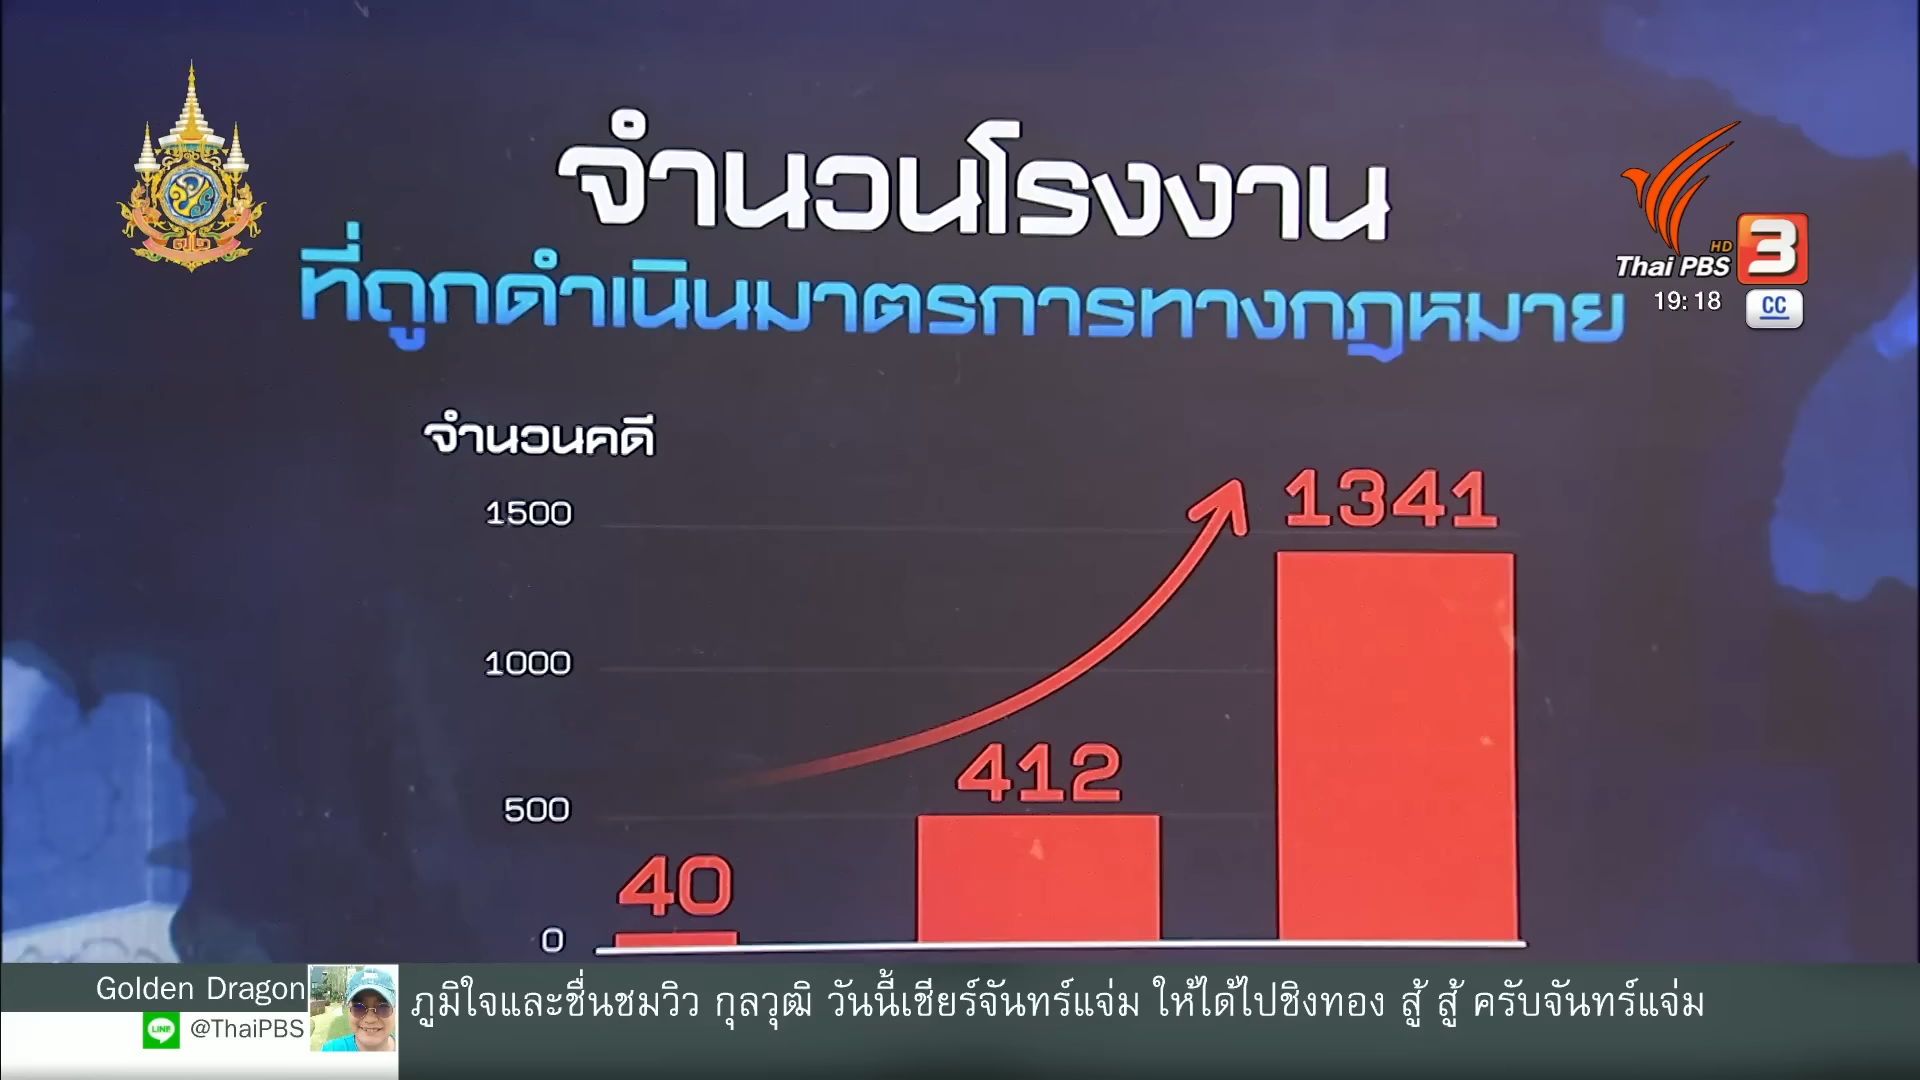 จำนวนโรงงาน
ที่ถูกดำเนินมาตรการทางกฎหมาย
HD
Thai PBS
3
19:18
CC
จำนวนคดี
1500
1000
500
0
40
412
1341
๗๒
Golden Dragon
LINE @ThaiPBS
ภูมิใจและชื่นชมวิว กุลวุฒิ วันนี้เชียร์จันทร์แจ่ม ให้ได้ไปชิงทอง สู้ สู้ ครับจันทร์แจ่ม